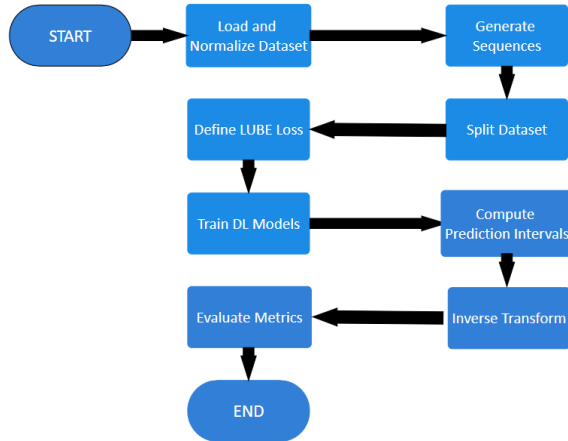 START
Load and
Normalize Dataset
Generate
Sequences
Split Dataset
Define LUBE Loss
Train DL Models
Compute
Prediction Intervals
Inverse Transform
Evaluate Metrics
END